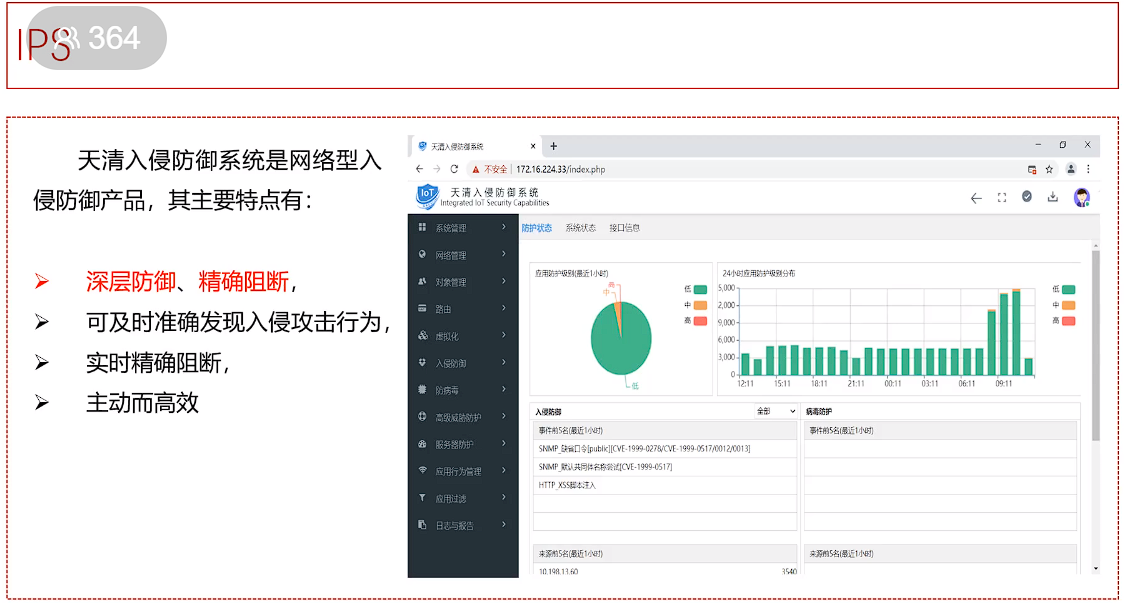 IPS
364
天清入侵防御系统是网络型入
侵防御产品，其主要特点有：
深层防御、精确阻断，
可及时准确发现入侵攻击行为，
实时精确阻断，
主动而高效
天清入侵防御系统
不安全 172.16.224.33/index.php
IoT
天清入侵防御系统
Integrated IoT Security Capabilities
系统管理
网络管理
对象管理
路由
虚拟化
入侵防御
防病毒
高级威胁防护
服务器防护
应用行为管理
应用过滤
日志与报告
防护状态 系统状态 接口信息
应用防护级别(最近1小时)
高
中
低
低
中
高
24小时应用防护级别分布
5,000
2,000
9,000
6,000
3,000
0
12:11 15:11 18:11 21:11 00:11 03:11 06:11 09:11
低
中
高
入侵防御 全部
事件前5名(最近1小时)
SNMP_缺省口令[public][CVE-1999-0278/CVE-1999-0517/0012/0013]
SNMP_默认共同体名称尝试[CVE-1999-0517]
HTTP_XSS脚本注入
来源前5名(最近1小时)
10.198.13.60 3540
病毒防护
事件前5名(最近1小时)
来源前5名(最近1小时)